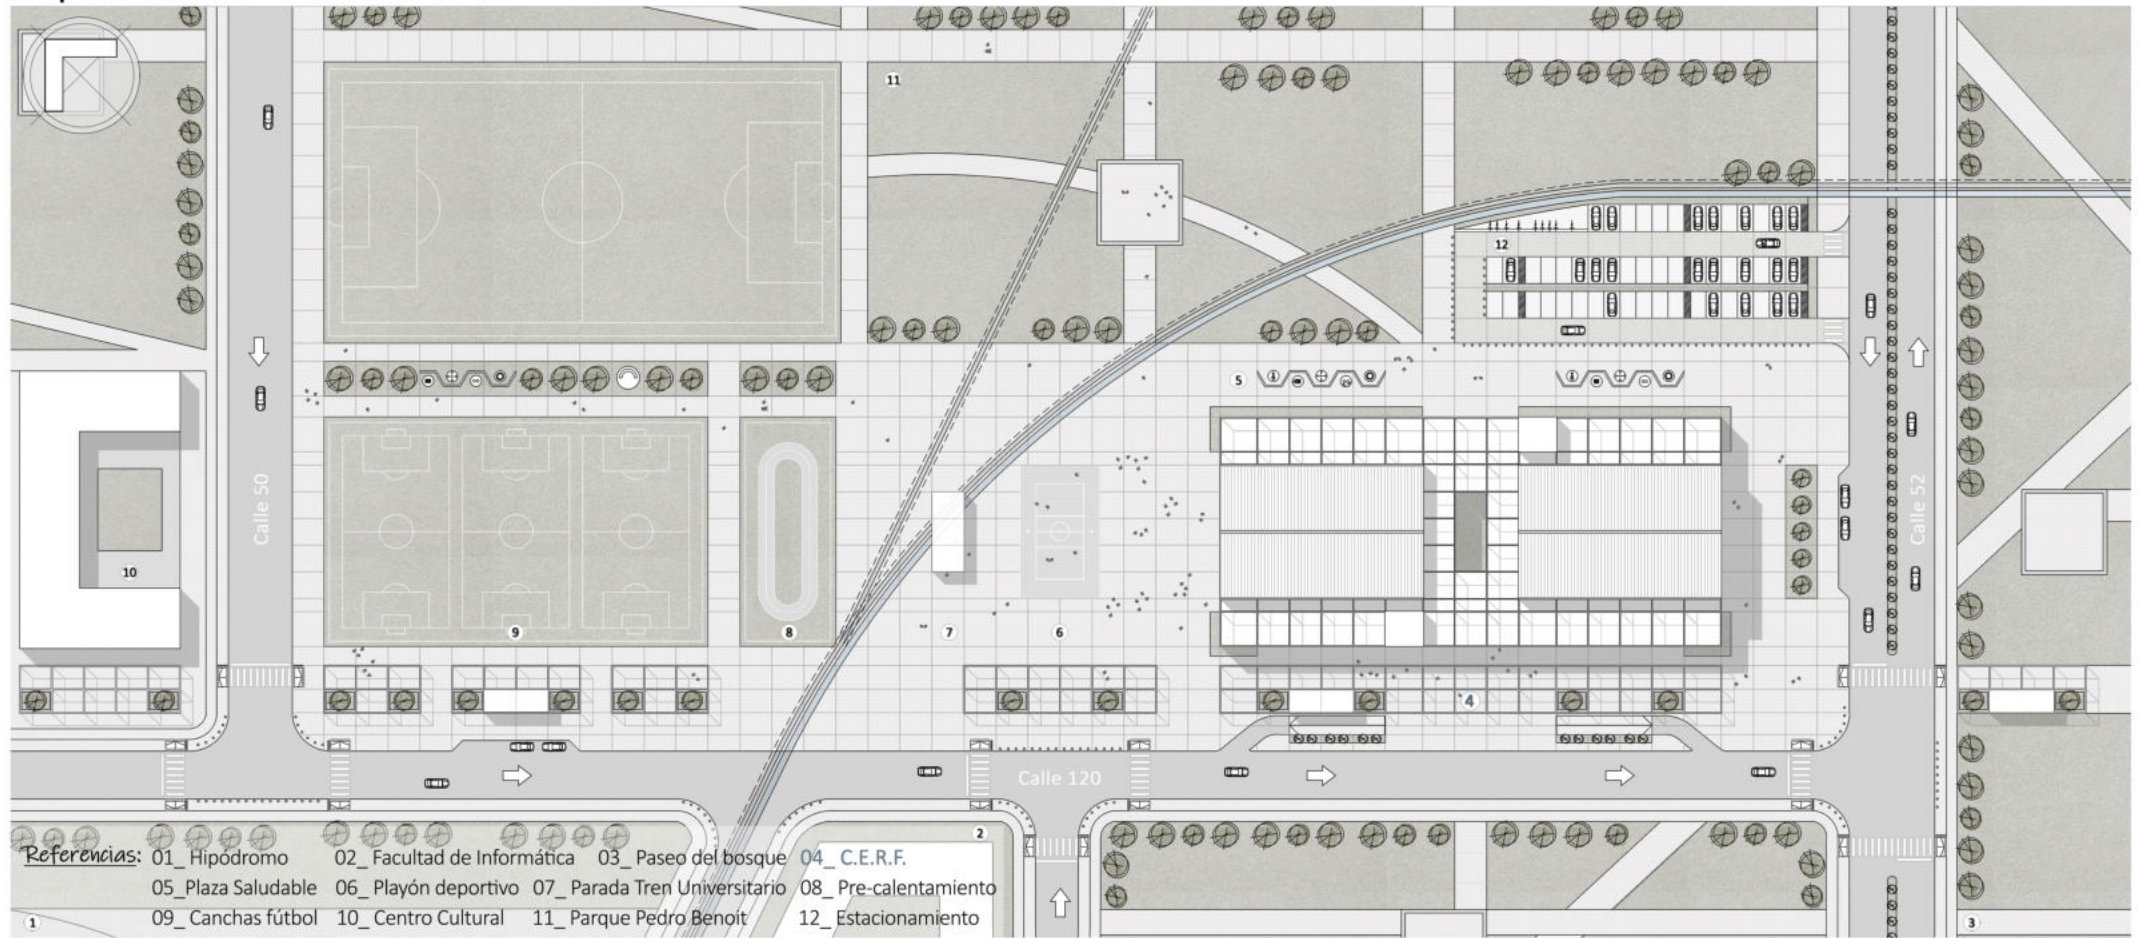 11
12
5
Calle 50
Calle 52
10
9
8
7
6
4
Calle 120
2
Referencias: 01_ Hipódromo 02_ Facultad de Informática 03_ Paseo del bosque 04_ C.E.R.F.
05_Plaza Saludable 06_ Playón deportivo 07_ Parada Tren Universitario 08_ Pre-calentamiento
09_ Canchas fútbol 10_ Centro Cultural 11_ Parque Pedro Benoit 12_ Estacionamiento
1
3